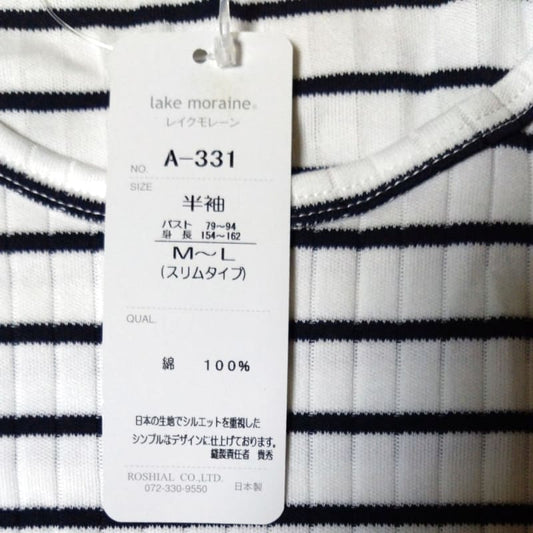 lake moraine®
レイクモレーン
NO. A-331
SIZE
半袖
バスト 79～94
身長 154～162
M～L
(スリムタイプ)
QUAL.
綿 100%
日本の生地でシルエットを重視した
シンプルなデザインに仕上げております。
縫製責任者 貴秀
ROSHIAL CO.,LTD.
072-330-9550 日本製